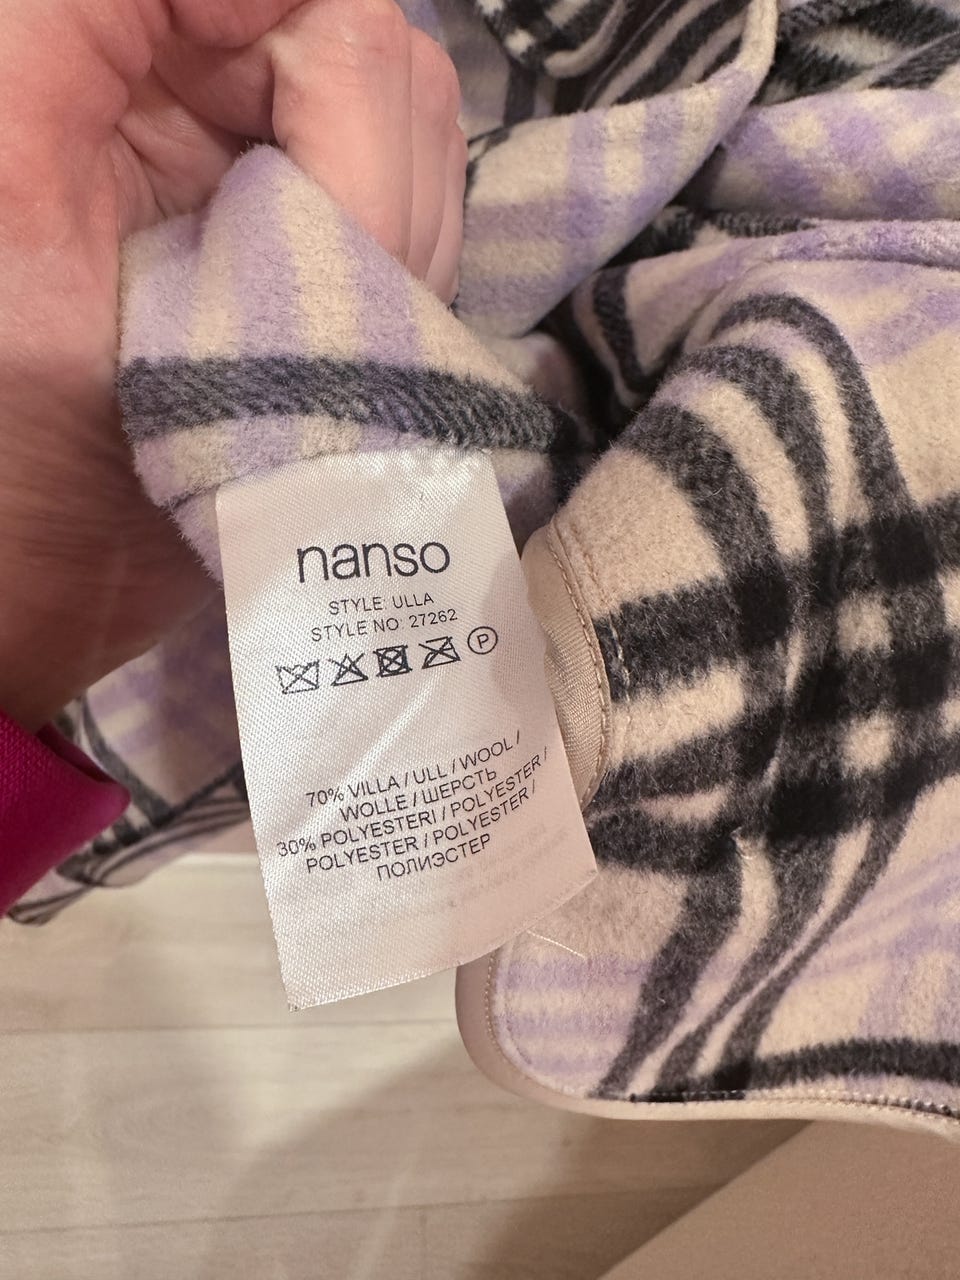 nanso
STYLE: ULLA
STYLE NO: 27262
P
70% VILLA / ULL / WOOL /
WOLLE / ШЕРСТЬ
30% POLYESTERI / POLYESTER /
POLYESTER / POLYESTER /
ПОЛИЭСТЕР